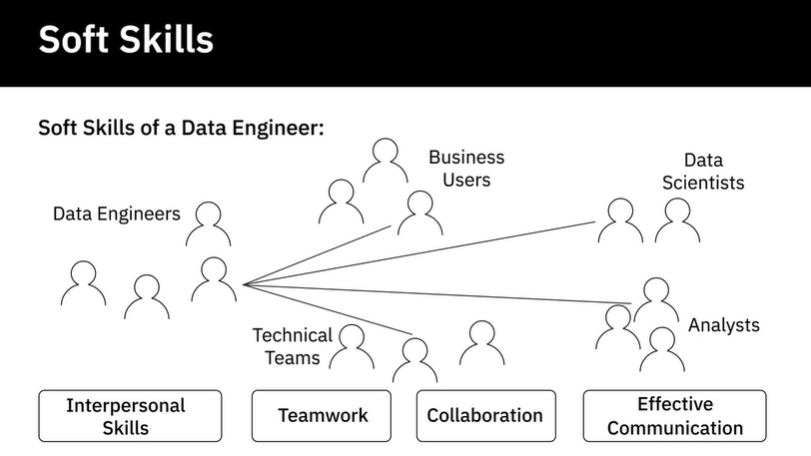 Soft Skills
Soft Skills of a Data Engineer:
Business
Users
Data
Scientists
Data Engineers
Technical
Teams
Analysts
Interpersonal
Skills
Teamwork
Collaboration
Effective
Communication